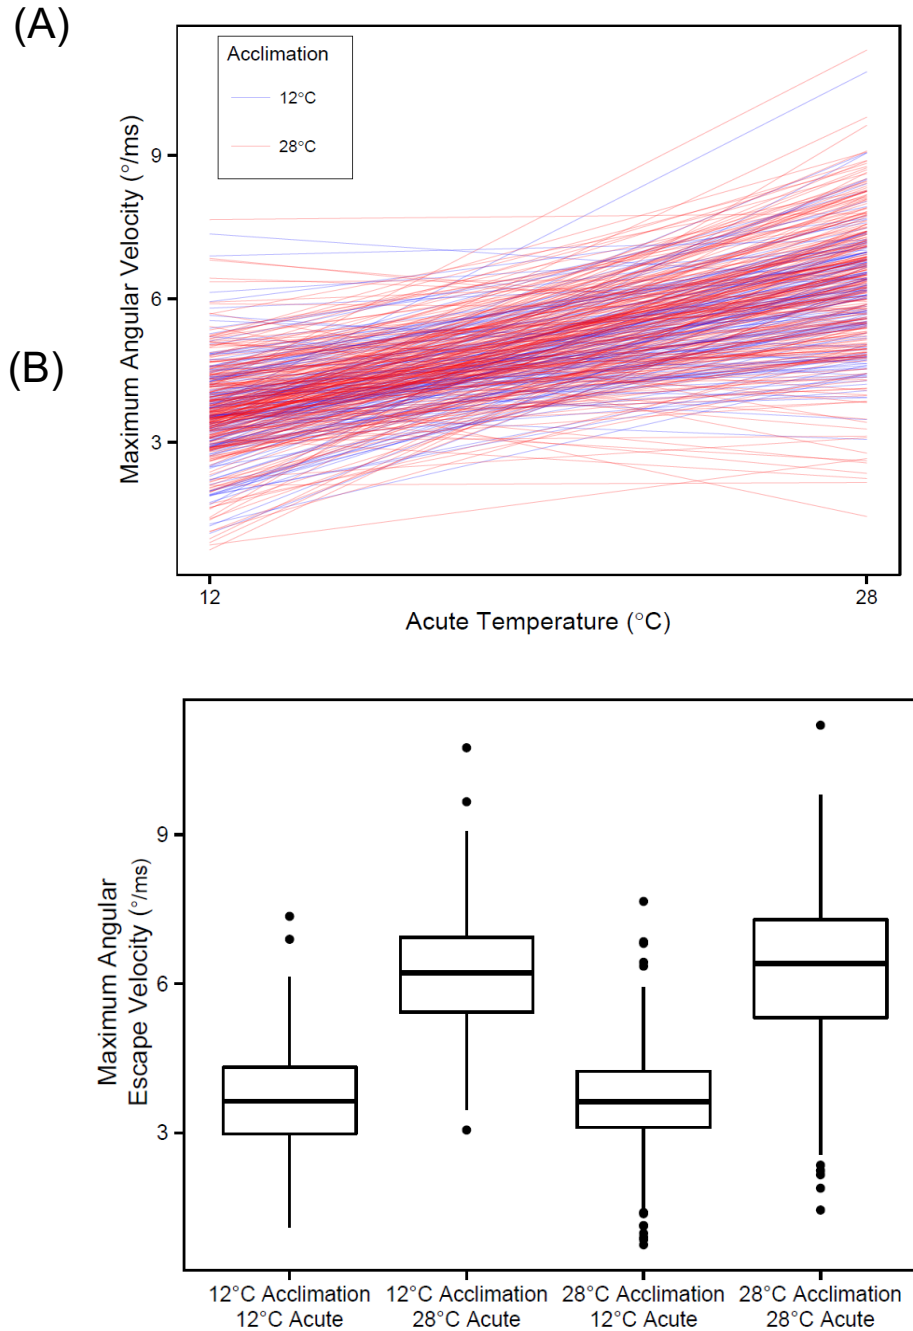 (A)
Acclimation
12°C
28°C
9
6
3
Maximum Angular Velocity (°/ms)
12
28
Acute Temperature (°C)
(B)
9
6
3
Maximum Angular
Escape Velocity (°/ms)
12°C Acclimation
12°C Acute
12°C Acclimation
28°C Acute
28°C Acclimation
12°C Acute
28°C Acclimation
28°C Acute